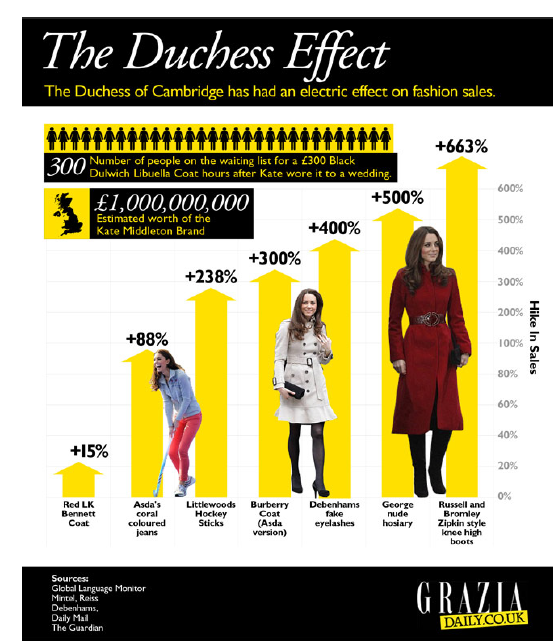 The Duchess Effect
The Duchess of Cambridge has had an electric effect on fashion sales.
300 Number of people on the waiting list for a £300 Black
Dulwich Libuella Coat hours after Kate wore it to a wedding.
£1,000,000,000
Estimated worth of the
Kate Middleton Brand
+15%
+88%
+238%
+300%
+400%
+500%
+663%
600%
500%
400%
300%
200%
100%
80%
60%
40%
20%
0%
Hike In Sales
Red LK
Bennett
Coat
Asda's
coral
coloured
jeans
Littlewoods
Hockey
Sticks
Burberry
Coat
(Asda
version)
Debenhams
fake
eyelashes
George
nude
hosiary
Russell and
Bromley
Zipkin style
knee high
boots
Sources:
Global Language Monitor
Mintel, Reiss
Debenhams,
Daily Mail
The Guardian
GRAZIA
DAILY.CO.UK